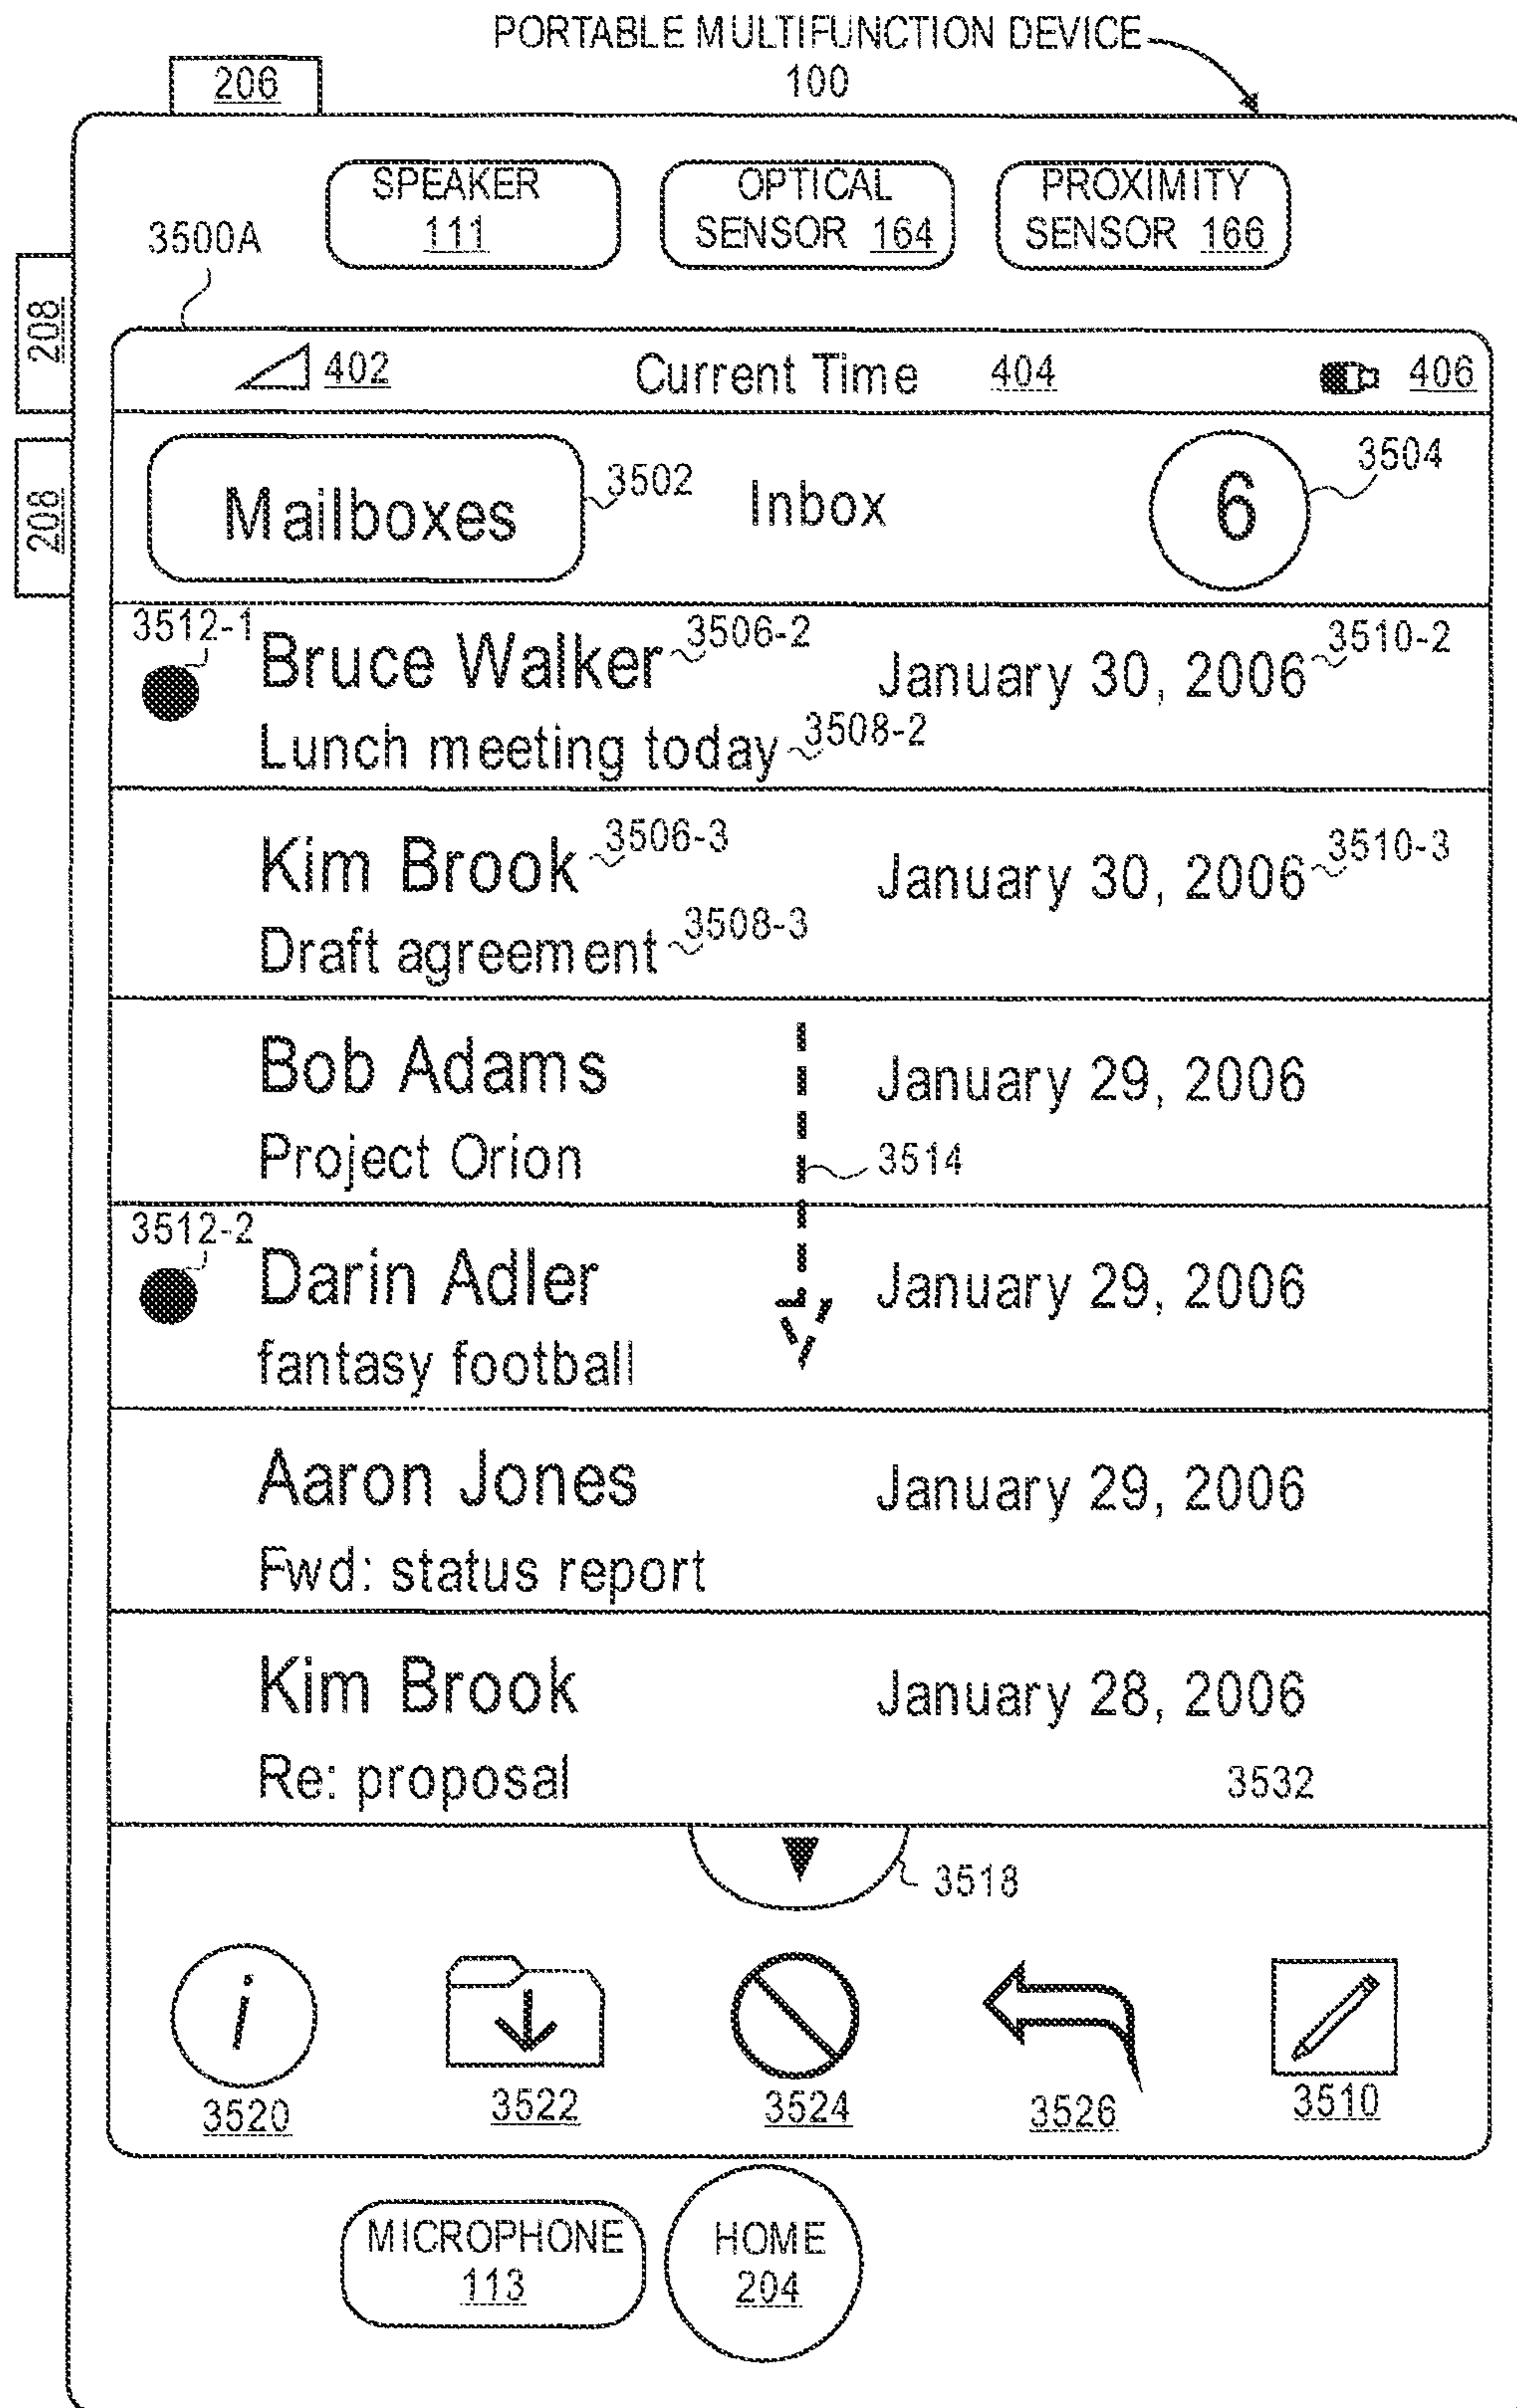 PORTABLE MULTIFUNCTION DEVICE
100
206
SPEAKER
111
OPTICAL
SENSOR 164
PROXIMITY
SENSOR 166
3500A
208
208
402 Current Time 404 406
Mailboxes 3502 Inbox 6 3504
3512-1
Bruce Walker 3506-2 January 30, 2006 3510-2
Lunch meeting today 3508-2
Kim Brook 3506-3 January 30, 2006 3510-3
Draft agreement 3508-3
Bob Adams January 29, 2006
Project Orion 3514
3512-2
Darin Adler January 29, 2006
fantasy football
Aaron Jones January 29, 2006
Fwd: status report
Kim Brook January 28, 2006
Re: proposal 3532
3518
i
3520 3522 3524 3526 3510
MICROPHONE
113
HOME
204